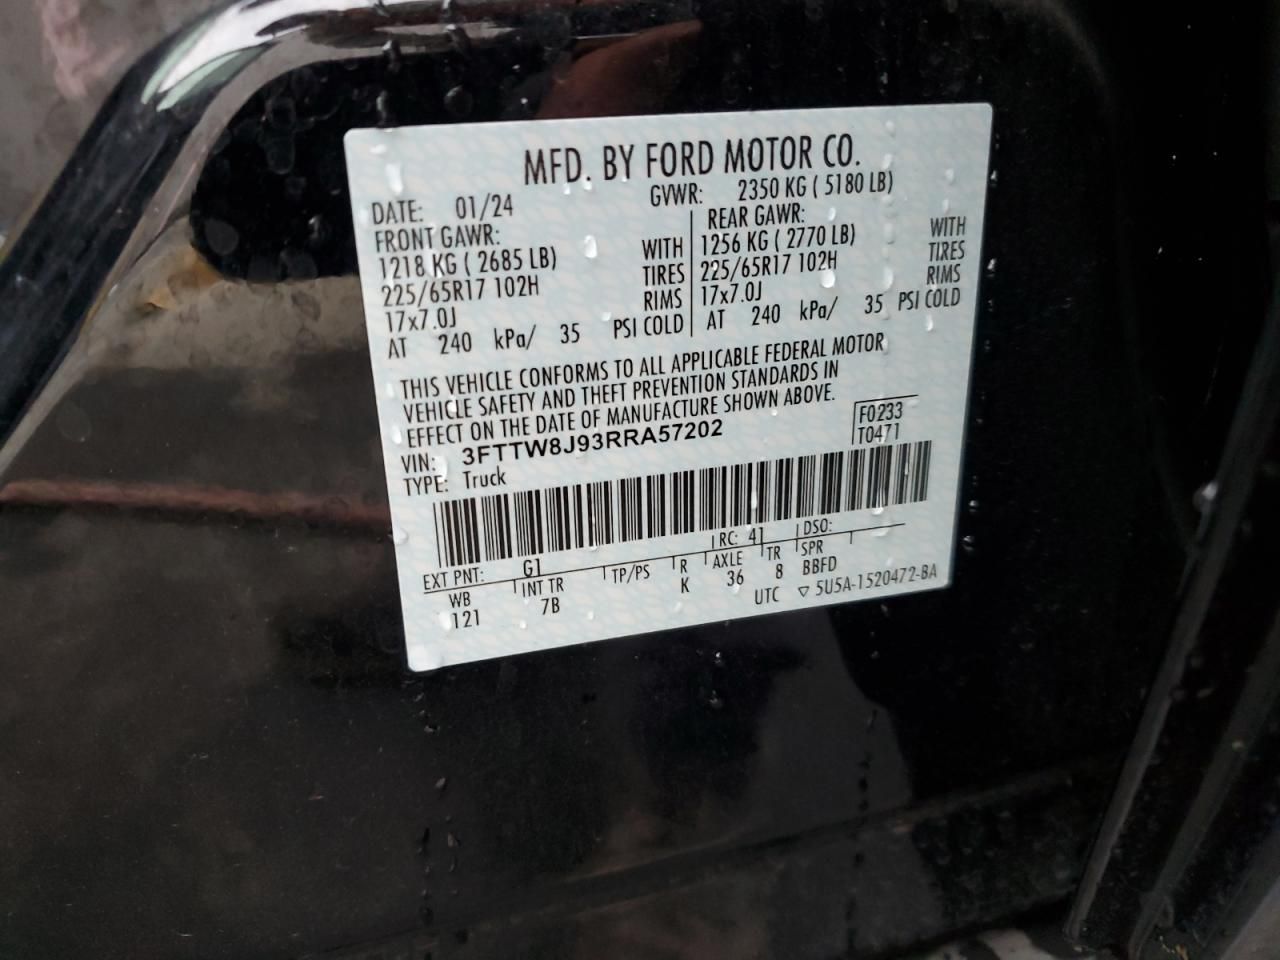 MFD. BY FORD MOTOR CO.
DATE: 01/24 GVWR: 2350 KG ( 5180 LB)
FRONT GAWR: REAR GAWR:
1218 KG ( 2685 LB) WITH 1256 KG ( 2770 LB) WITH
225/65R17 102H TIRES 225/65R17 102H TIRES
17x7.0J RIMS 17x7.0J RIMS
AT 240 kPa/ 35 PSI COLD AT 240 kPa/ 35 PSI COLD
THIS VEHICLE CONFORMS TO ALL APPLICABLE FEDERAL MOTOR
VEHICLE SAFETY AND THEFT PREVENTION STANDARDS IN
EFFECT ON THE DATE OF MANUFACTURE SHOWN ABOVE.
VIN: 3FTTW8J93RRA57202 F0233
TYPE: Truck T0471
EXT PNT: G1 RC: 41 DSO:
WB INT TR TP/PS R AXLE TR SPR
121 7B K 36 8 BBFD
UTC ▽ 5U5A-1520472-BA